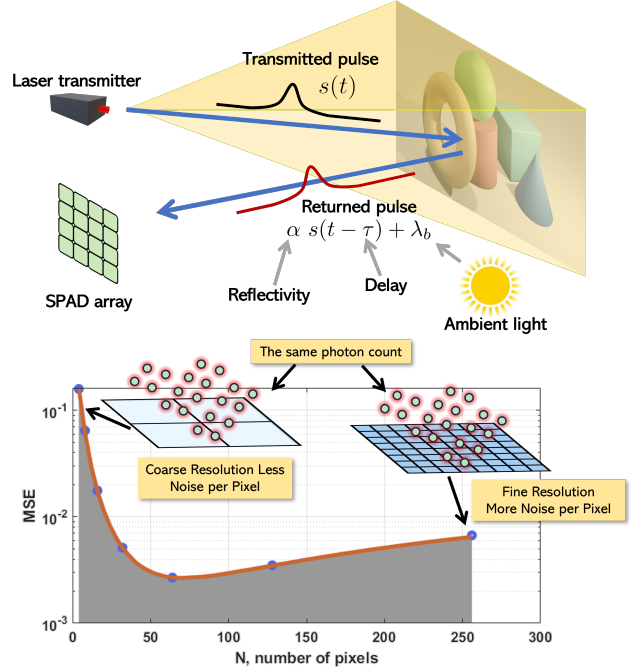 Transmitted pulse
s(t)
Laser transmitter
Returned pulse
α s(t − τ) + λ_b
Reflectivity
Delay
SPAD array
Ambient light
The same photon count
Coarse Resolution Less
Noise per Pixel
Fine Resolution
More Noise per Pixel
MSE
10^-1
10^-2
10^-3
0
50
100
150
200
250
300
N, number of pixels